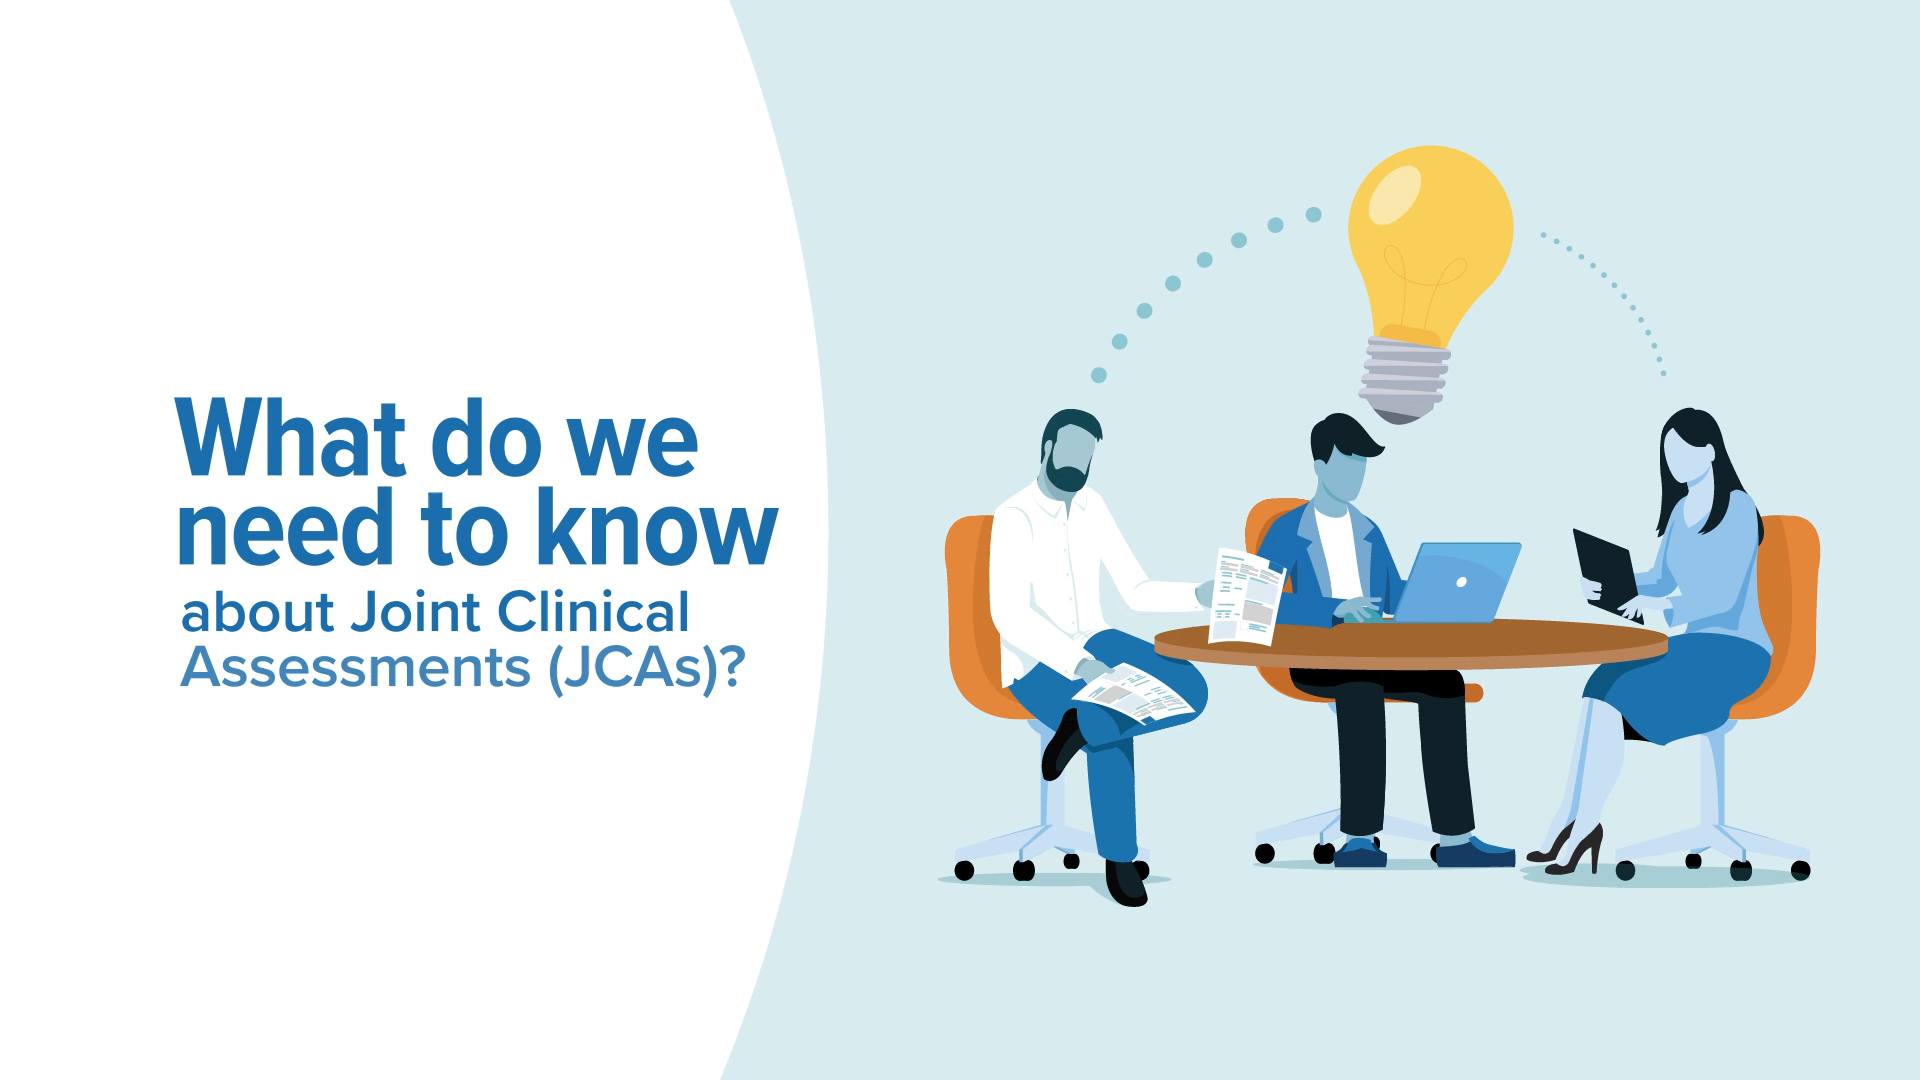 What do we
need to know
about Joint Clinical
Assessments (JCAs)?